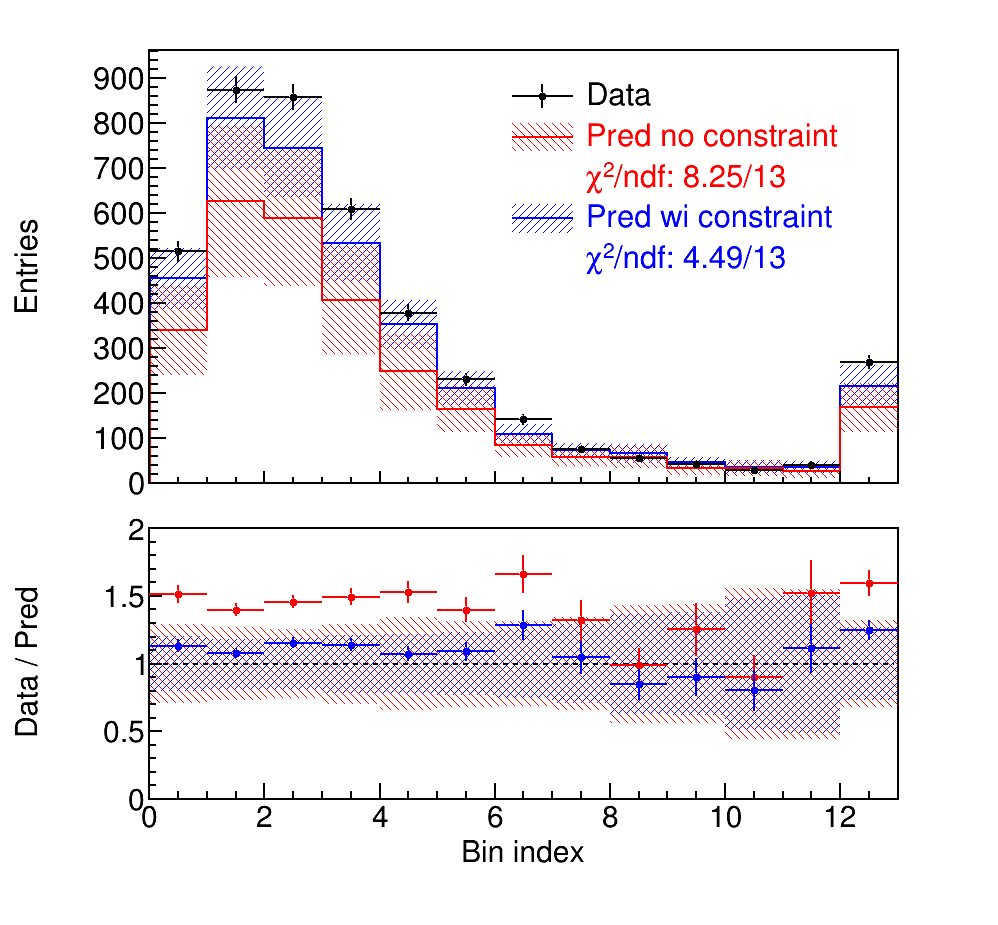 Entries
900
800
700
600
500
400
300
200
100
0
Data
Pred no constraint
χ²/ndf: 8.25/13
Pred wi constraint
χ²/ndf: 4.49/13
Data / Pred
2
1.5
1
0.5
0
0 2 4 6 8 10 12
Bin index